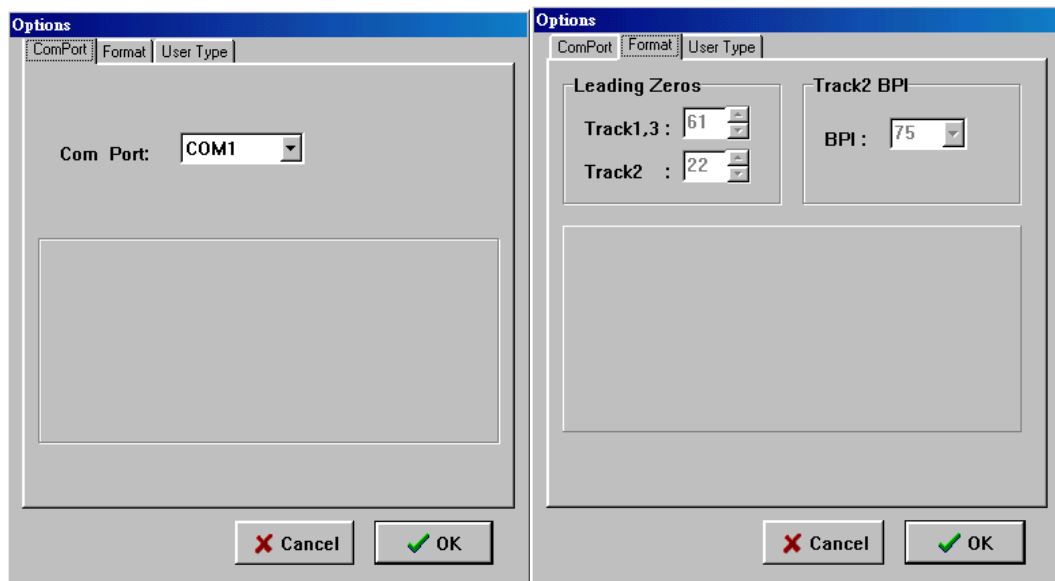 Options
ComPort Format User Type
Com Port: COM1
Cancel OK
Options
ComPort Format User Type
Leading Zeros
Track1,3 : 61
Track2 : 22
Track2 BPI
BPI : 75
Cancel OK